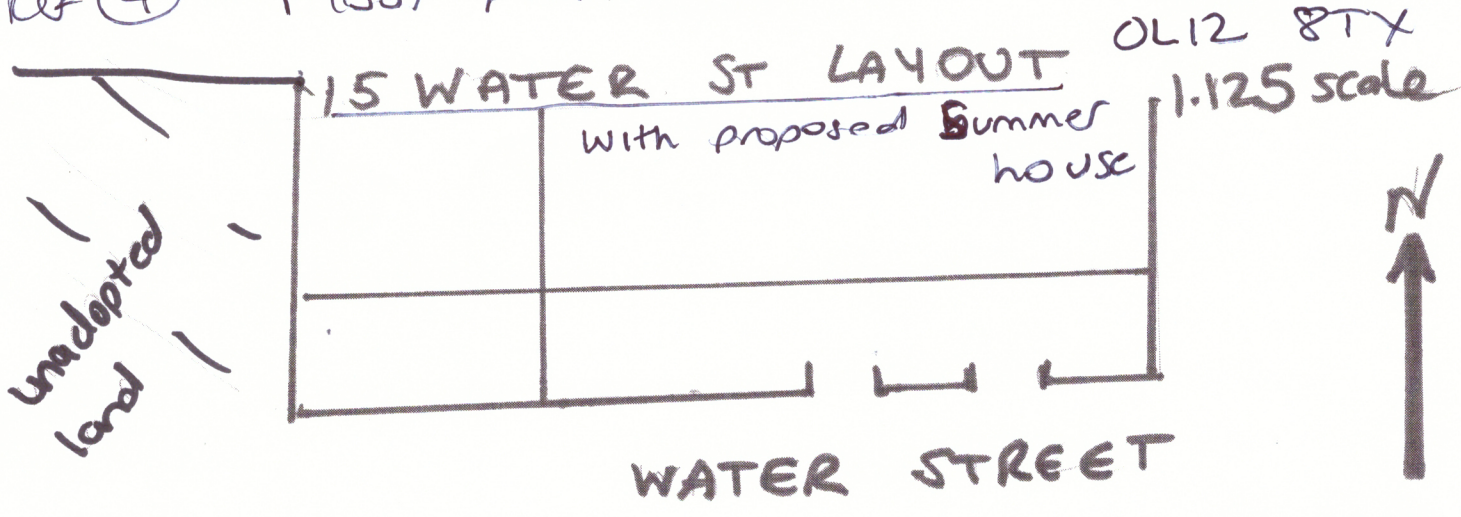 15 WATER ST LAYOUT
OL12 8TX
1.125 scale
With proposed Summer
house
N
unadopted
land
WATER STREET